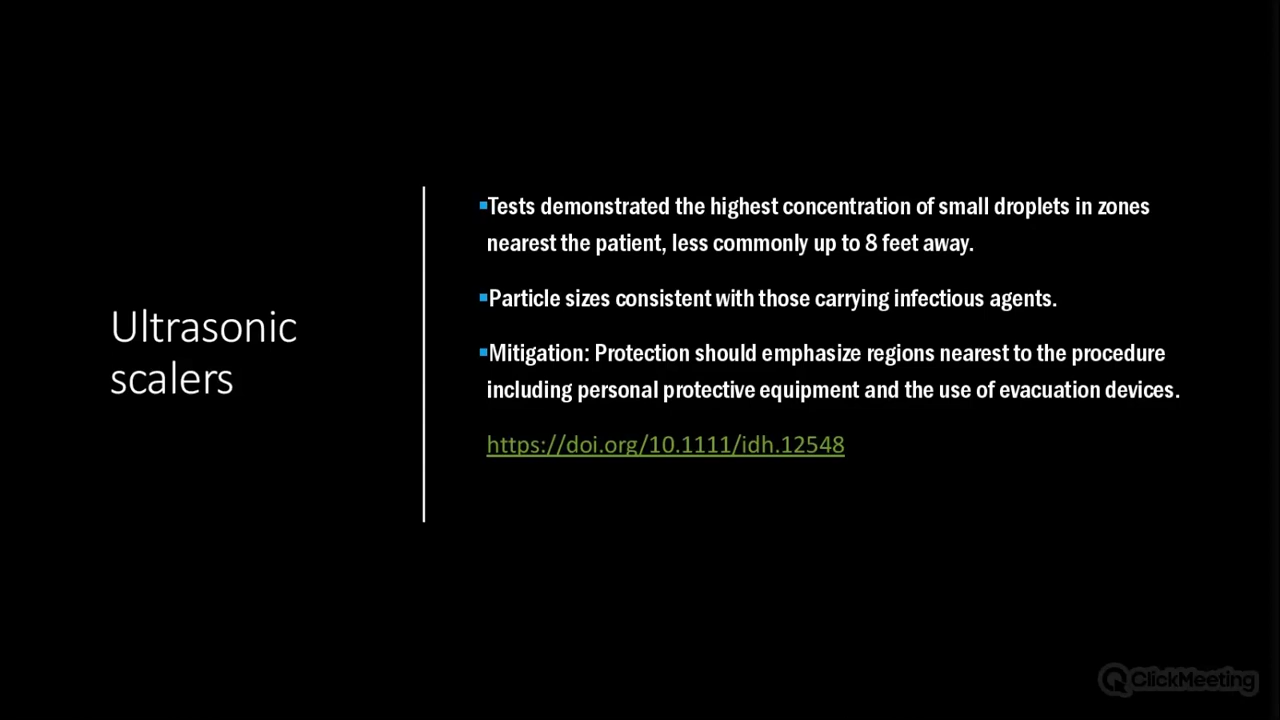 Ultrasonic
scalers
▪Tests demonstrated the highest concentration of small droplets in zones
nearest the patient, less commonly up to 8 feet away.
▪Particle sizes consistent with those carrying infectious agents.
▪Mitigation: Protection should emphasize regions nearest to the procedure
including personal protective equipment and the use of evacuation devices.
https://doi.org/10.1111/idh.12548
ClickMeeting